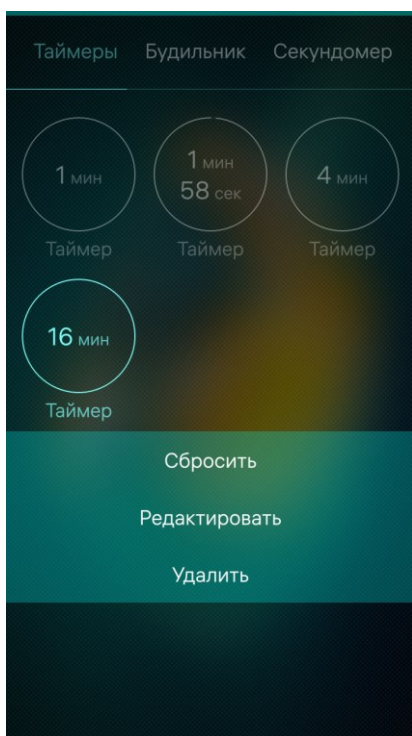 Таймеры Будильник Секундомер
1 мин
1 мин
58 сек
4 мин
Таймер Таймер Таймер
16 мин
Таймер
Сбросить
Редактировать
Удалить